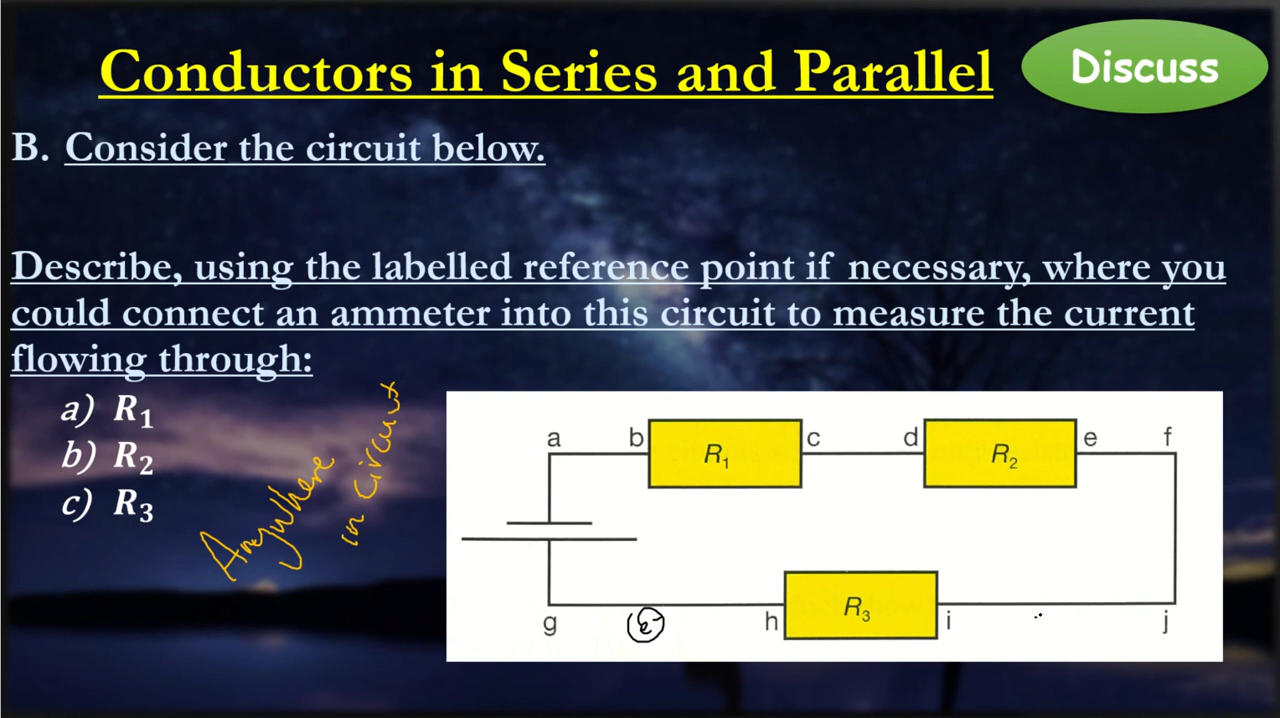 Conductors in Series and Parallel
Discuss
B. Consider the circuit below.
Describe, using the labelled reference point if necessary, where you
could connect an ammeter into this circuit to measure the current
flowing through:
a) R₁
b) R₂
c) R₃
Anywhere
in circuit
a b R₁ c d R₂ e f
g h R₃ i j